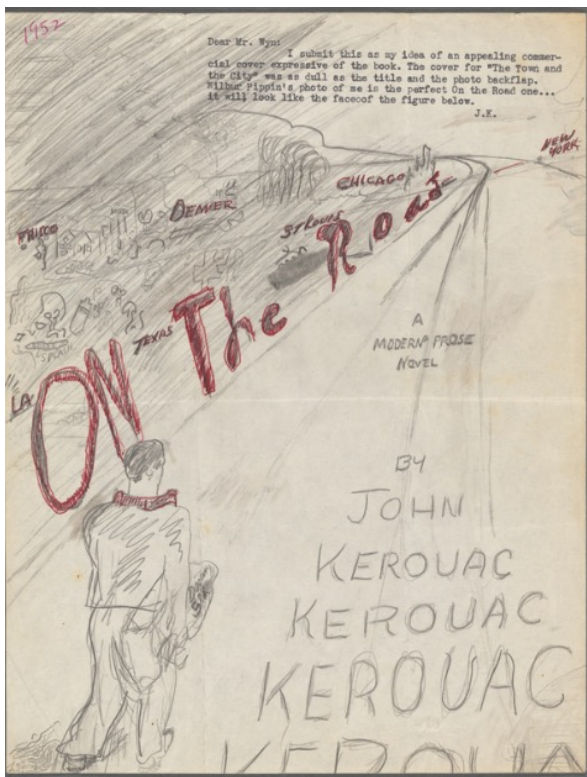 1952
Dear Mr. Wyn:
I submit this as my idea of an appealing commer-
cial cover expressive of the book. The cover for "The Town and
the City" was as dull as the title and the photo backflap.
Wilbur Pippin's photo of me is the perfect On the Road one...
it will look like the faceoof the figure below.
J.K.
NEW YORK
CHICAGO
DENVER
ST LOUIS
FRISCO
TEXAS
LA
ON The Road
A
MODERN PROSE
NOVEL
BY
JOHN
KEROUAC
KEROUAC
KEROUAC
KEROUA